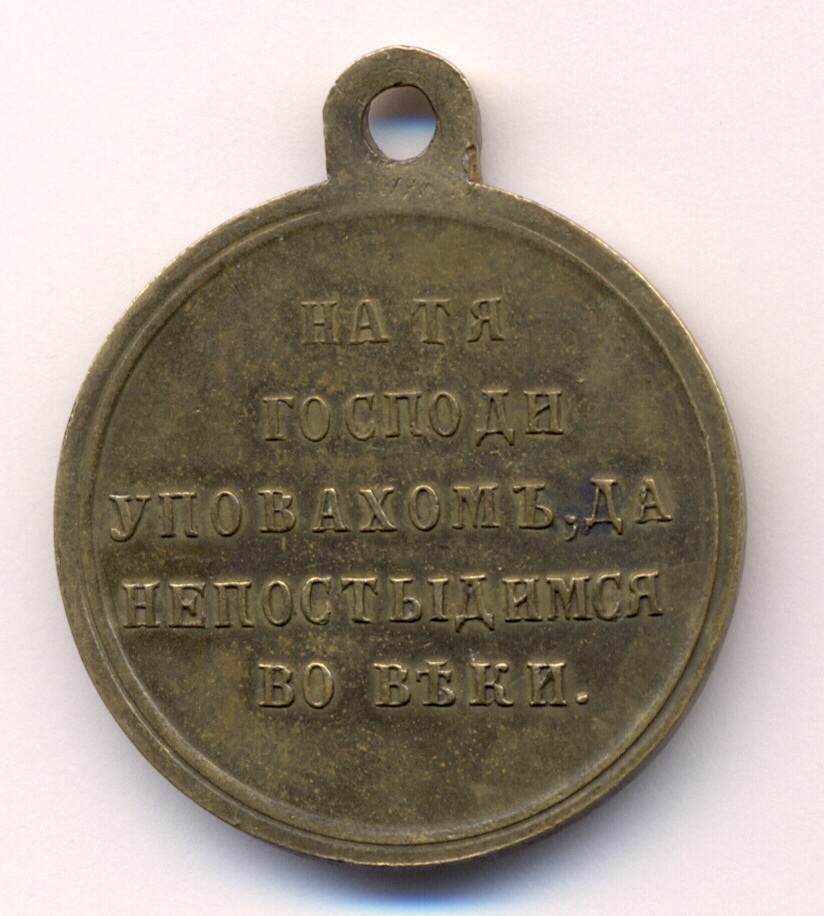 НА ТЯ
ГОСПОДИ
УПОВАХОМЪ, ДА
НЕПОСТЫДИМСЯ
ВО ВѢКИ.